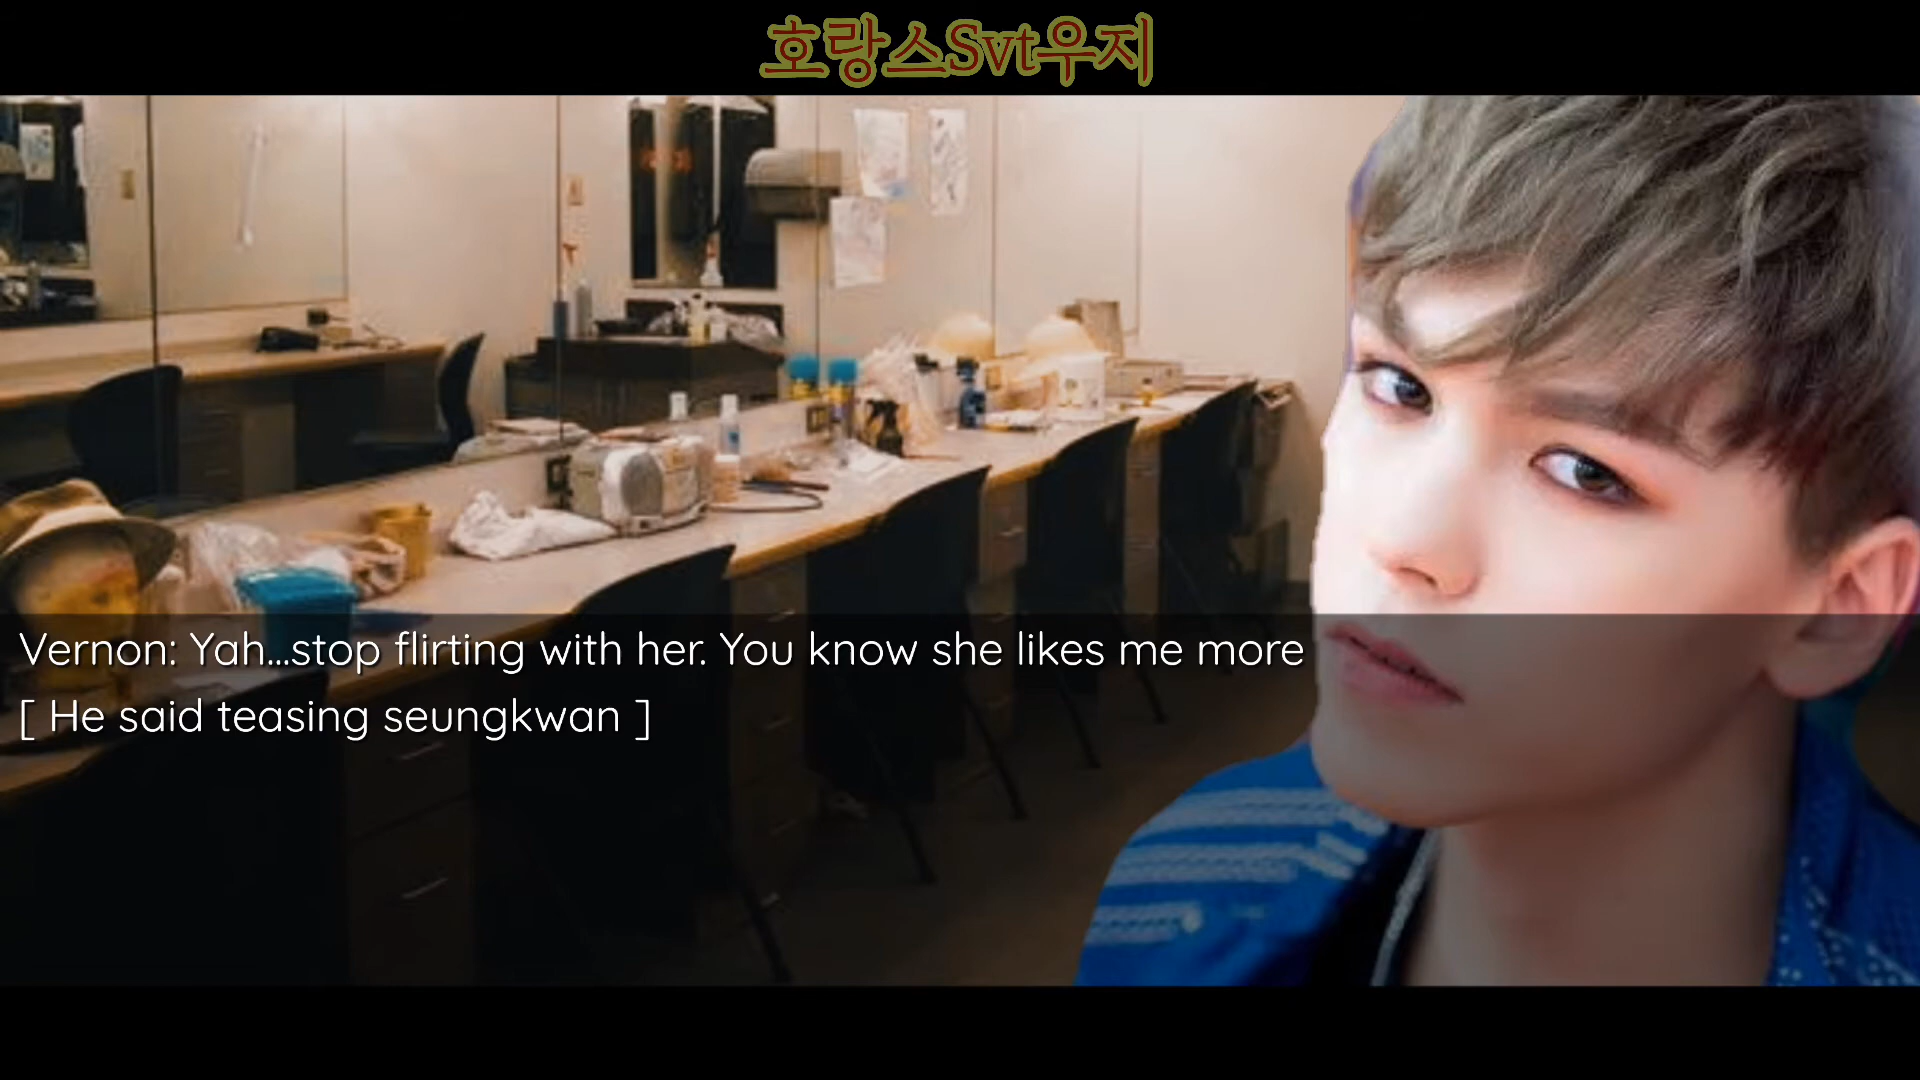 호랑스Svt우지
Vernon: Yah...stop flirting with her. You know she likes me more
[ He said teasing seungkwan ]